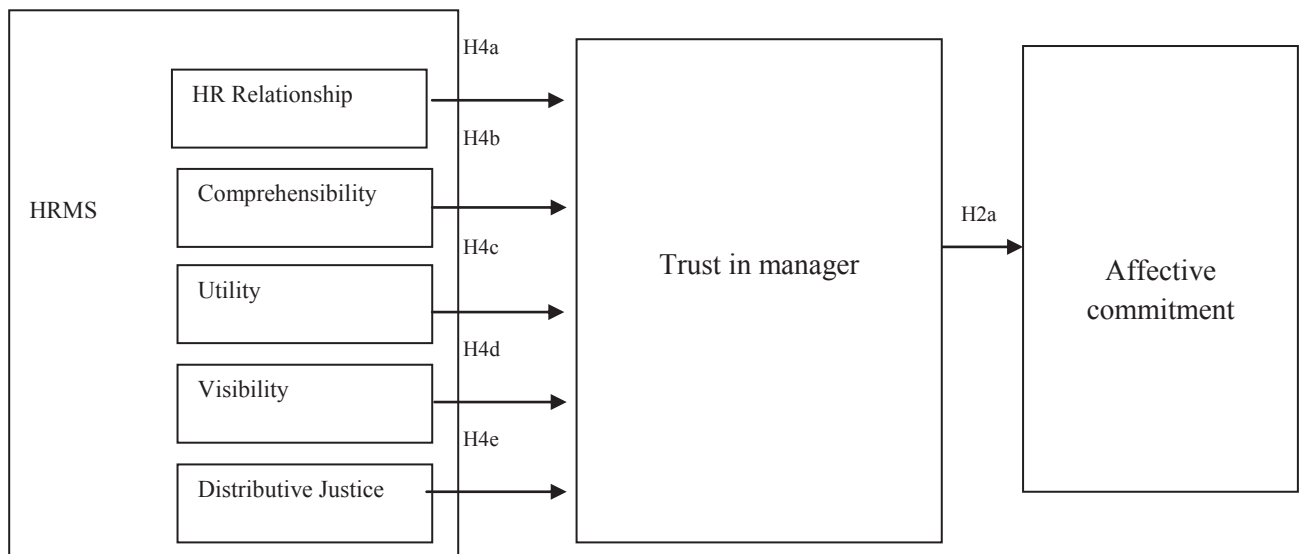 H4a
HR Relationship
H4b
Comprehensibility
HRMS
H4c
Utility
H4d
Visibility
H4e
Distributive Justice
Trust in manager
H2a
Affective
commitment